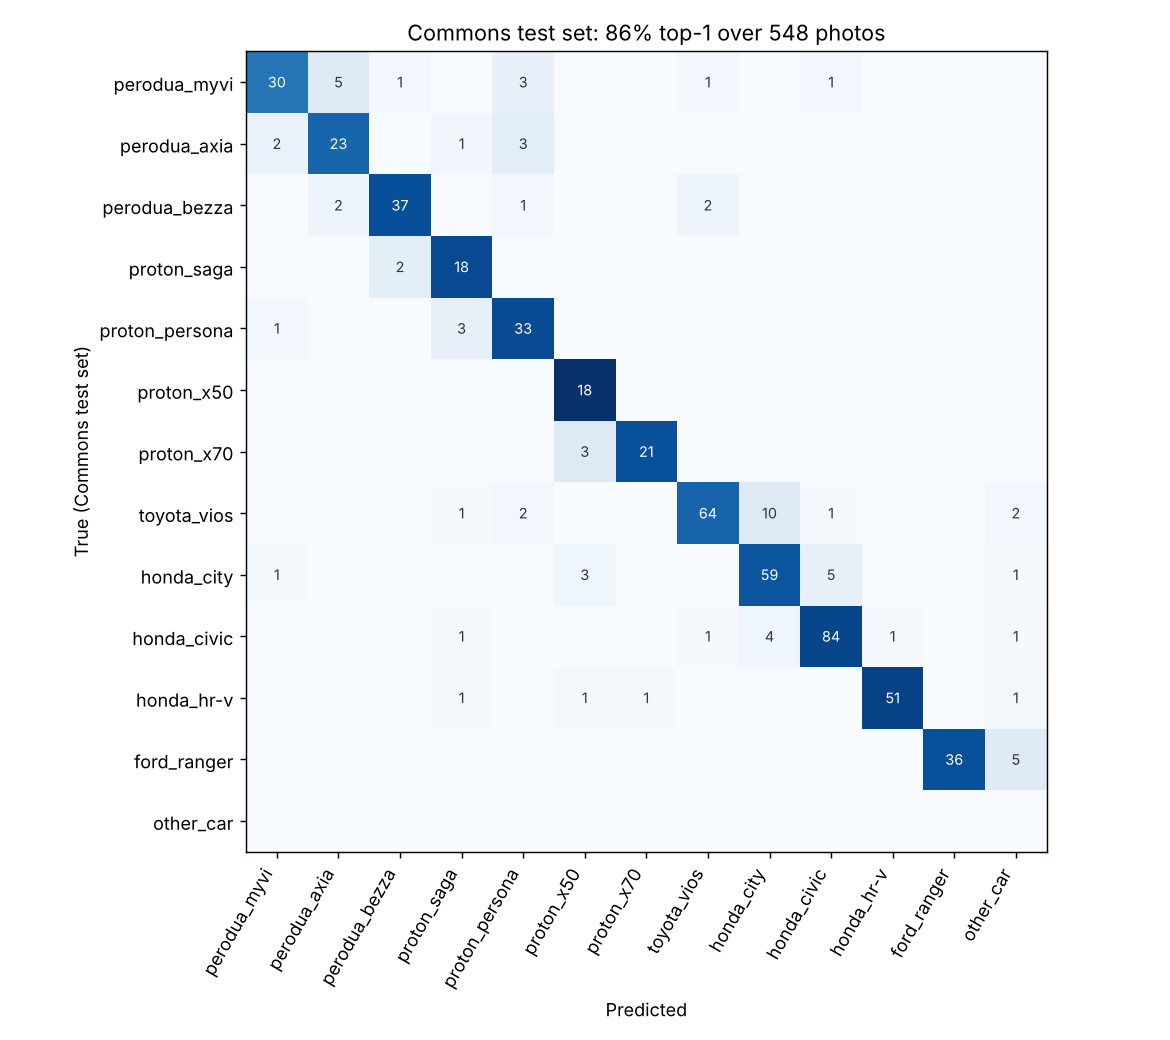 Commons test set: 86% top-1 over 548 photos
True (Commons test set)
perodua_myvi 30 5 1 3 1 1
perodua_axia 2 23 1 3
perodua_bezza 2 37 1 2
proton_saga 2 18
proton_persona 1 3 33
proton_x50 18
proton_x70 3 21
toyota_vios 1 2 64 10 1 2
honda_city 1 3 59 5 1
honda_civic 1 1 4 84 1 1
honda_hr-v 1 1 1 51 1
ford_ranger 36 5
other_car
perodua_myvi perodua_axia perodua_bezza proton_saga proton_persona proton_x50 proton_x70 toyota_vios honda_city honda_civic honda_hr-v ford_ranger other_car
Predicted